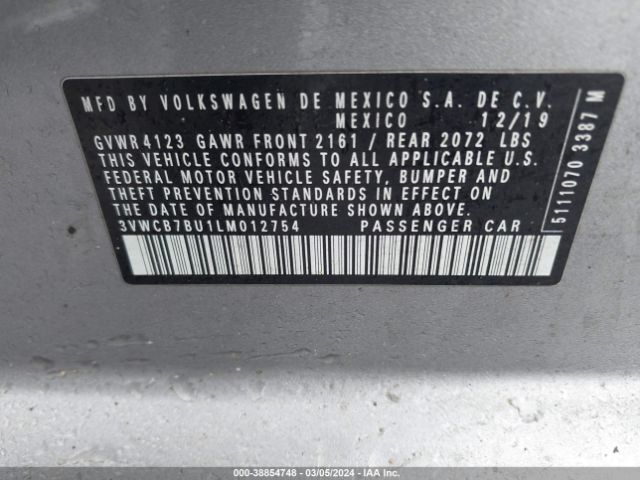 MFD BY VOLKSWAGEN DE MEXICO S.A. DE C.V.
MEXICO 12/19
GVWR 4123 GAWR FRONT 2161 / REAR 2072 LBS
THIS VEHICLE CONFORMS TO ALL APPLICABLE U.S.
FEDERAL MOTOR VEHICLE SAFETY, BUMPER AND
THEFT PREVENTION STANDARDS IN EFFECT ON
THE DATE OF MANUFACTURE SHOWN ABOVE.
3VWCB7BU1LM012754 PASSENGER CAR
5111070 3387 M
000-38854748 - 03/05/2024 - IAA Inc.